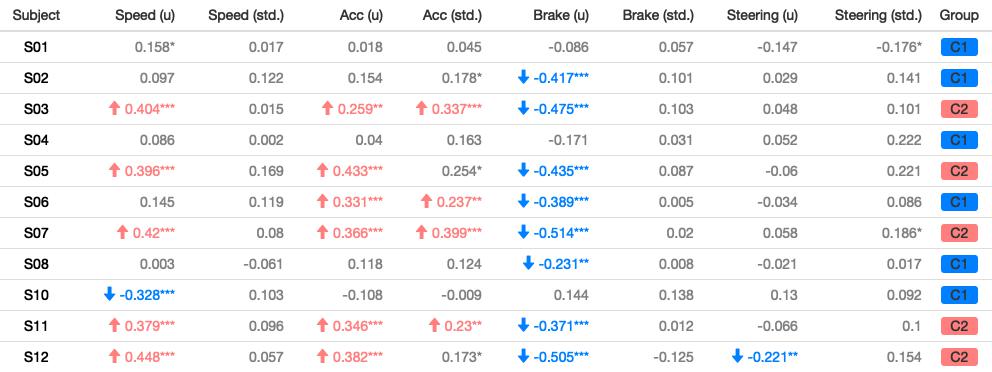 Subject Speed (u) Speed (std.) Acc (u) Acc (std.) Brake (u) Brake (std.) Steering (u) Steering (std.) Group
S01 0.158* 0.017 0.018 0.045 -0.086 0.057 -0.147 -0.176* C1
S02 0.097 0.122 0.154 0.178* -0.417*** 0.101 0.029 0.141 C1
S03 0.404*** 0.015 0.259** 0.337*** -0.475*** 0.103 0.048 0.101 C2
S04 0.086 0.002 0.04 0.163 -0.171 0.031 0.052 0.222 C1
S05 0.396*** 0.169 0.433*** 0.254* -0.435*** 0.087 -0.06 0.221 C2
S06 0.145 0.119 0.331*** 0.237** -0.389*** 0.005 -0.034 0.086 C1
S07 0.42*** 0.08 0.366*** 0.399*** -0.514*** 0.02 0.058 0.186* C2
S08 0.003 -0.061 0.118 0.124 -0.231** 0.008 -0.021 0.017 C1
S10 -0.328*** 0.103 -0.108 -0.009 0.144 0.138 0.13 0.092 C1
S11 0.379*** 0.096 0.346*** 0.23** -0.371*** 0.012 -0.066 0.1 C2
S12 0.448*** 0.057 0.382*** 0.173* -0.505*** -0.125 -0.221** 0.154 C2